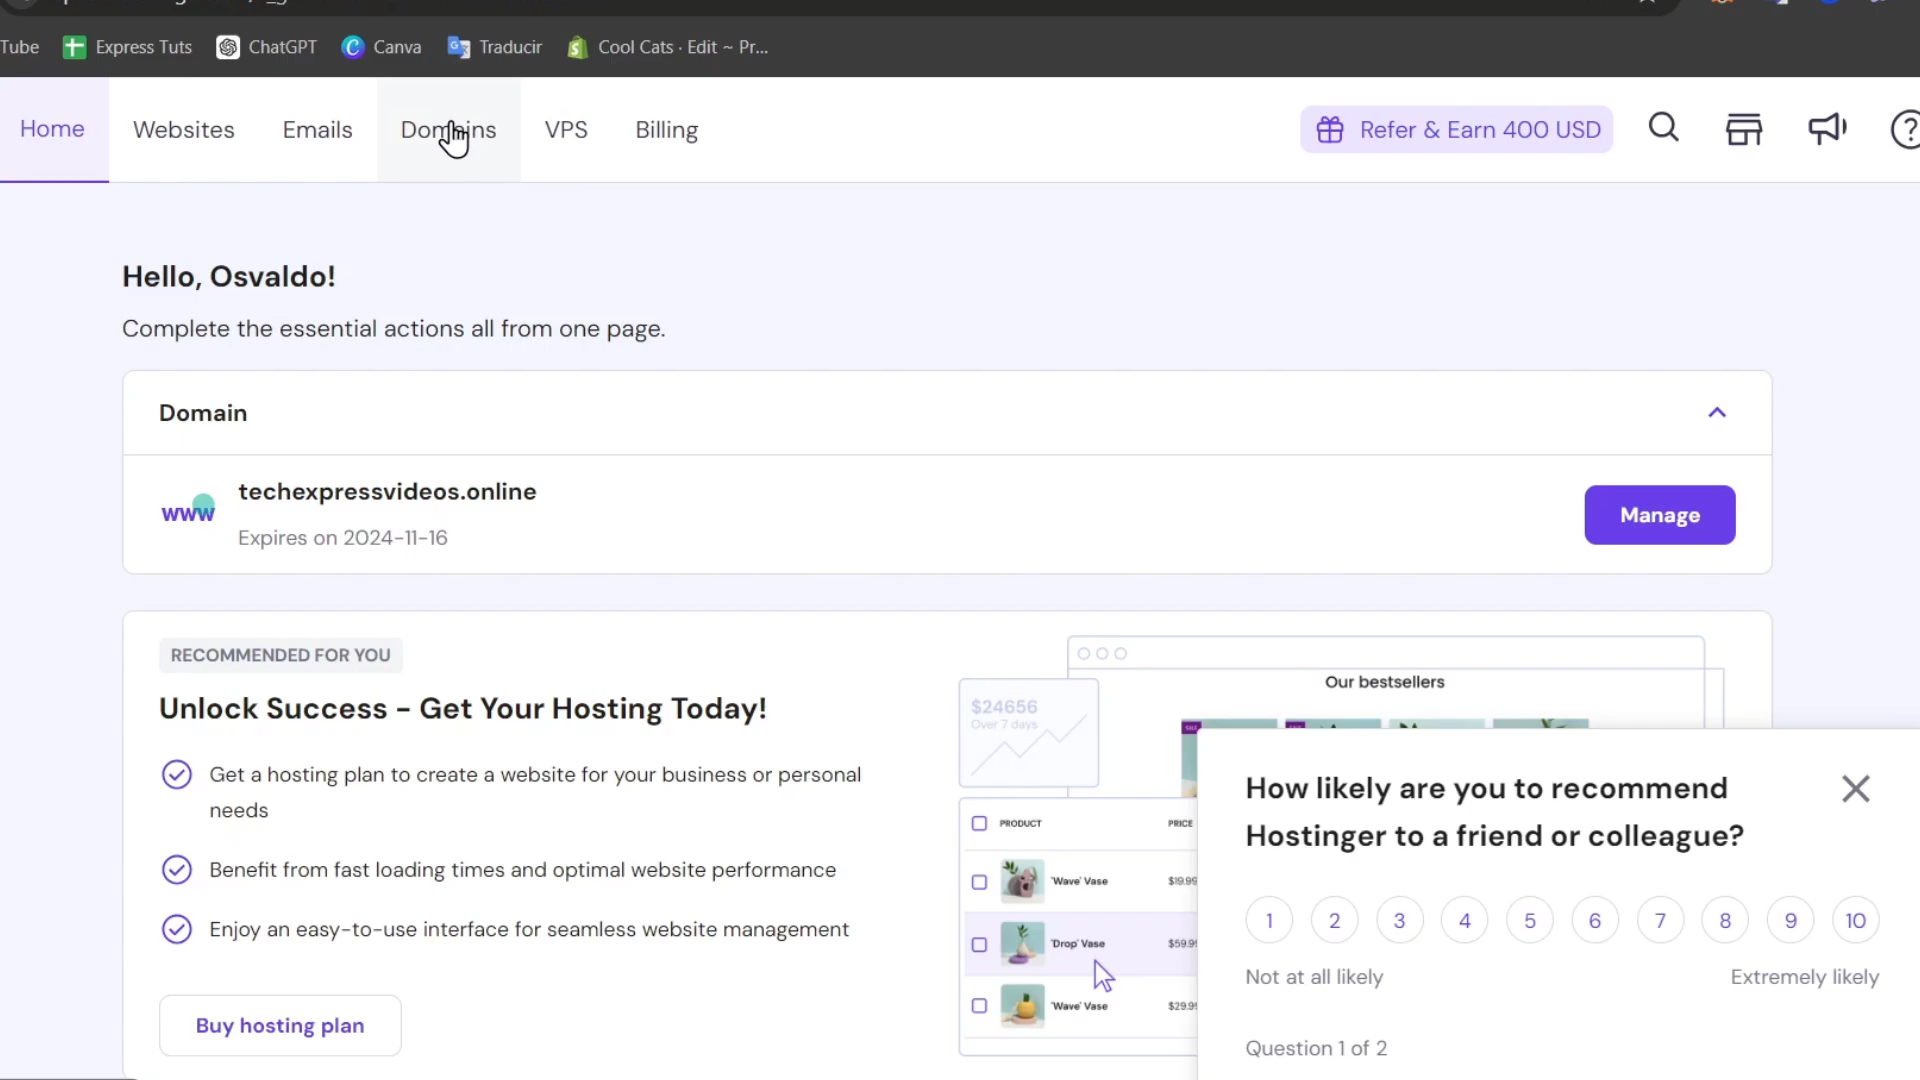 Tube Express Tuts ChatGPT Canva Traducir Cool Cats · Edit ~ Pr...
Home Websites Emails Domains VPS Billing Refer & Earn 400 USD
Hello, Osvaldo!
Complete the essential actions all from one page.
Domain
www
techexpressvideos.online
Expires on 2024-11-16
Manage
RECOMMENDED FOR YOU
Unlock Success - Get Your Hosting Today!
Get a hosting plan to create a website for your business or personal
needs
Benefit from fast loading times and optimal website performance
Enjoy an easy-to-use interface for seamless website management
Buy hosting plan
Our bestsellers
$24656
Over 7 days
PRODUCT PRICE
'Wave' Vase $19.99
'Drop' Vase $59.99
'Wave' Vase $29.99
How likely are you to recommend
Hostinger to a friend or colleague?
1 2 3 4 5 6 7 8 9 10
Not at all likely Extremely likely
Question 1 of 2